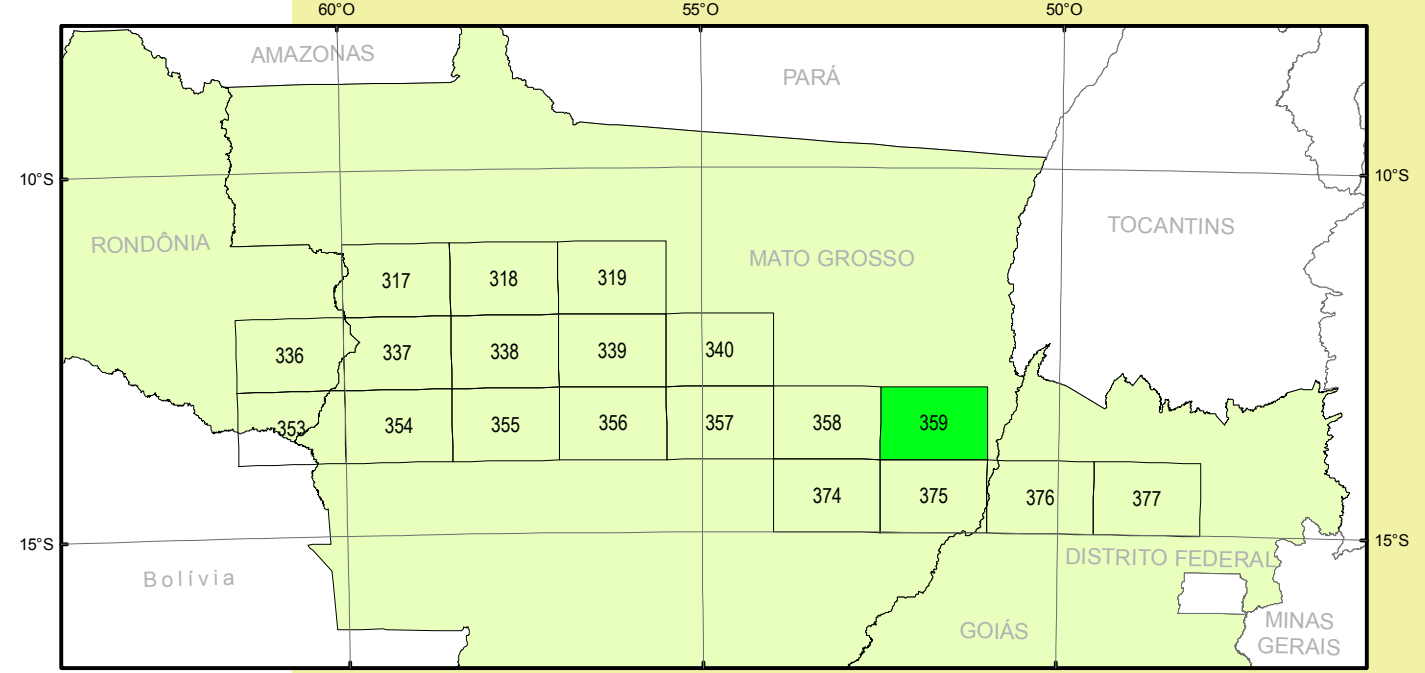 60°O 55°O 50°O
AMAZONAS
PARÁ
10°S 10°S
RONDÔNIA
TOCANTINS
MATO GROSSO
317 318 319
336 337 338 339 340
353 354 355 356 357 358 359
374 375 376 377
15°S 15°S
DISTRITO FEDERAL
Bolívia
GOIÁS
MINAS
GERAIS